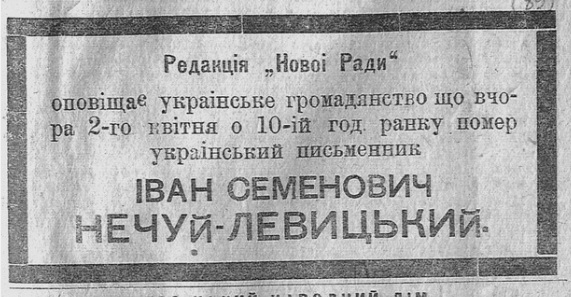 Редакція „Новоі Ради“
оповіщає українське громадянство що вчо-
ра 2-го квітня о 10-ій год. ранку помер
український письменник
ІВАН СЕМЕНОВИЧ
НЕЧУЙ-ЛЕВИЦЬКИЙ.